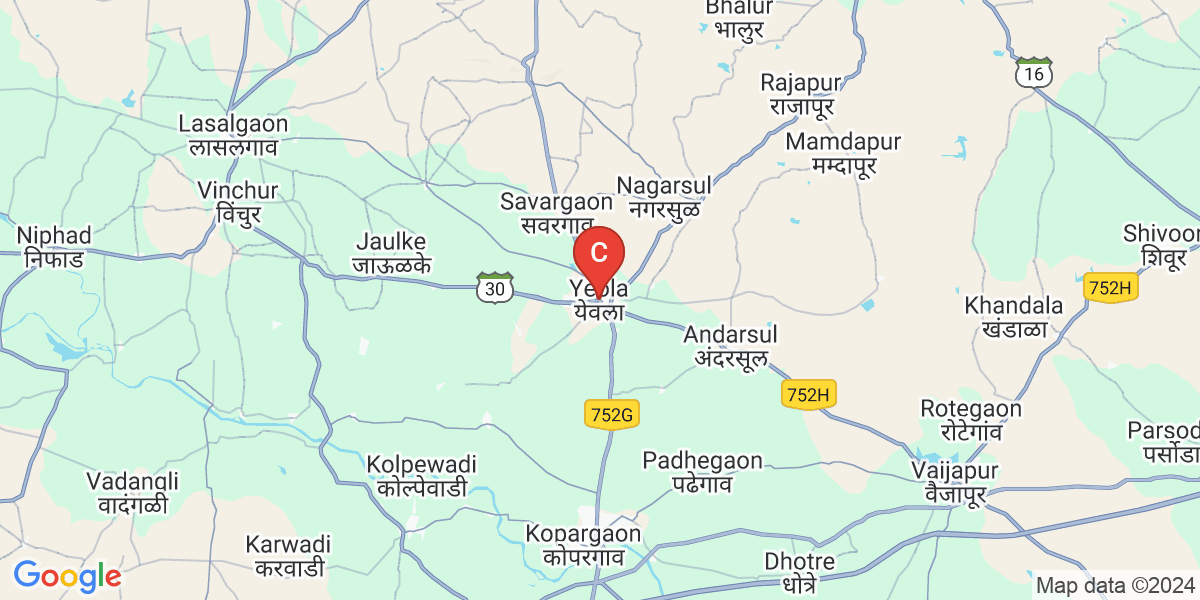 Bhalur
भालुर
16
Rajapur
राजापूर
Lasalgaon
लासलगाव
Mamdapur
मम्दापूर
Vinchur
विंचुर
Nagarsul
नगरसुळ
Savargaon
सवरगाव
Niphad
निफाड
Jaulke
जाऊळके
Shivoor
शिवूर
C
30
Yeola
येवला
752H
Khandala
खंडाळा
Andarsul
अंदरसूल
752H
752G
Rotegaon
रोटेगांव
Parsoda
पर्सोडा
Kolpewadi
कोल्पेवाडी
Padhegaon
पढेगाव
Vaijapur
वैजापूर
Vadangli
वादंगळी
Kopargaon
कोपरगाव
Karwadi
करवाडी
Dhotre
धोत्रे
Google
Map data ©2024